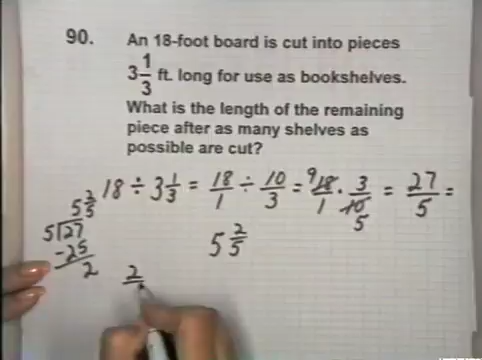 90. An 18-foot board is cut into pieces
3 1/3 ft. long for use as bookshelves.
What is the length of the remaining
piece after as many shelves as
possible are cut?
18 ÷ 3 1/3 = 18/1 ÷ 10/3 = 9 18/1 · 3/10 5 = 27/5 =
5 2/5
5 27
-25
2
5 2/5
2